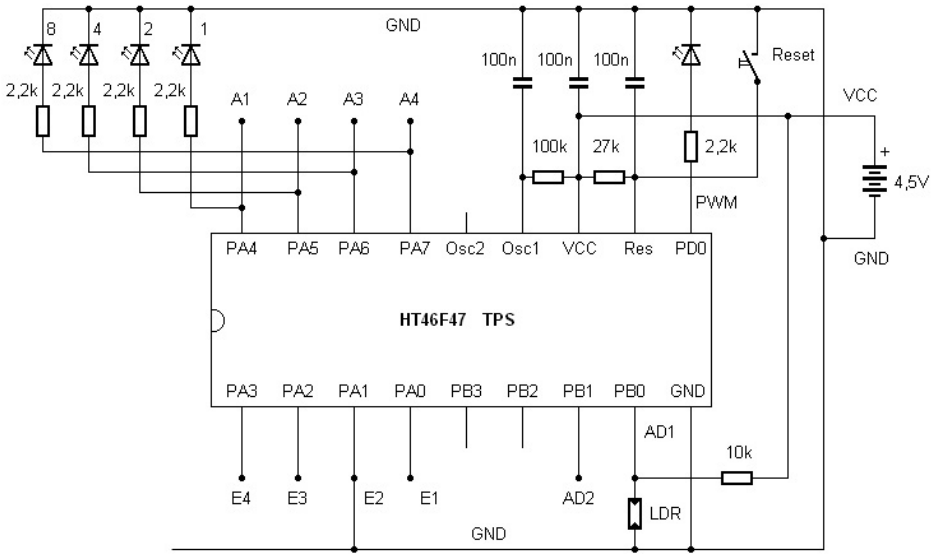 8 4 2 1
GND
Reset
2,2k 2,2k 2,2k 2,2k
100n 100n 100n
A1 A2 A3 A4
VCC
100k 27k 2,2k
+
4,5V
PWM
PA4 PA5 PA6 PA7 Osc2 Osc1 VCC Res PD0
GND
HT46F47 TPS
PA3 PA2 PA1 PA0 PB3 PB2 PB1 PB0 GND
AD1
10k
E4 E3 E2 E1 AD2
LDR
GND